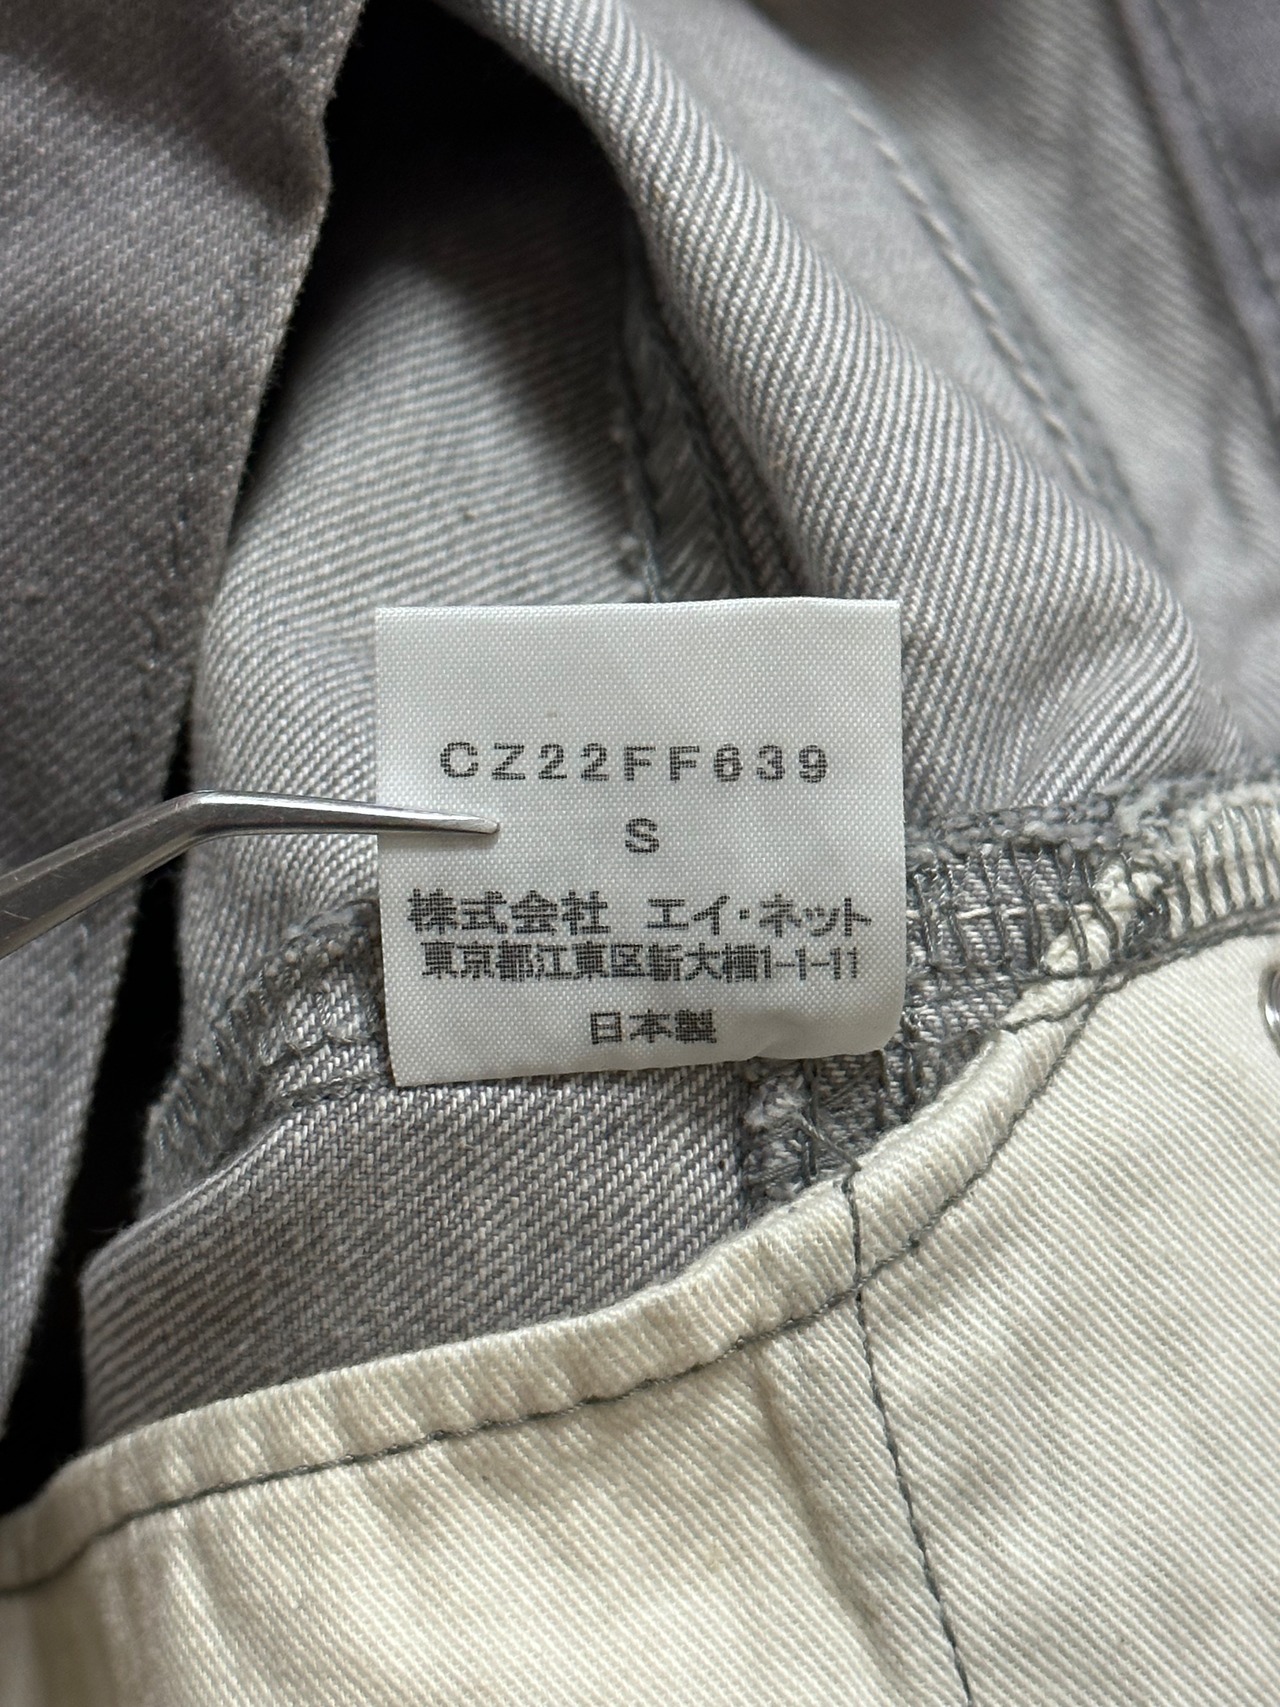 CZ22FF639
S
株式会社 エイ・ネット
東京都江東区新大橋1-1-11
日本製